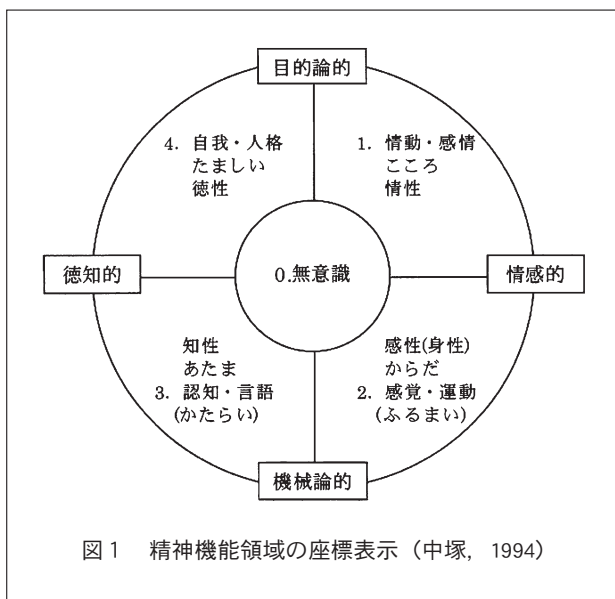 目的論的
4. 自我・人格
たましい
徳性
1. 情動・感情
こころ
情性
徳知的
0.無意識
情感的
知性
あたま
3. 認知・言語
(かたらい)
感性(身性)
からだ
2. 感覚・運動
(ふるまい)
機械論的
図1 精神機能領域の座標表示（中塚，1994）